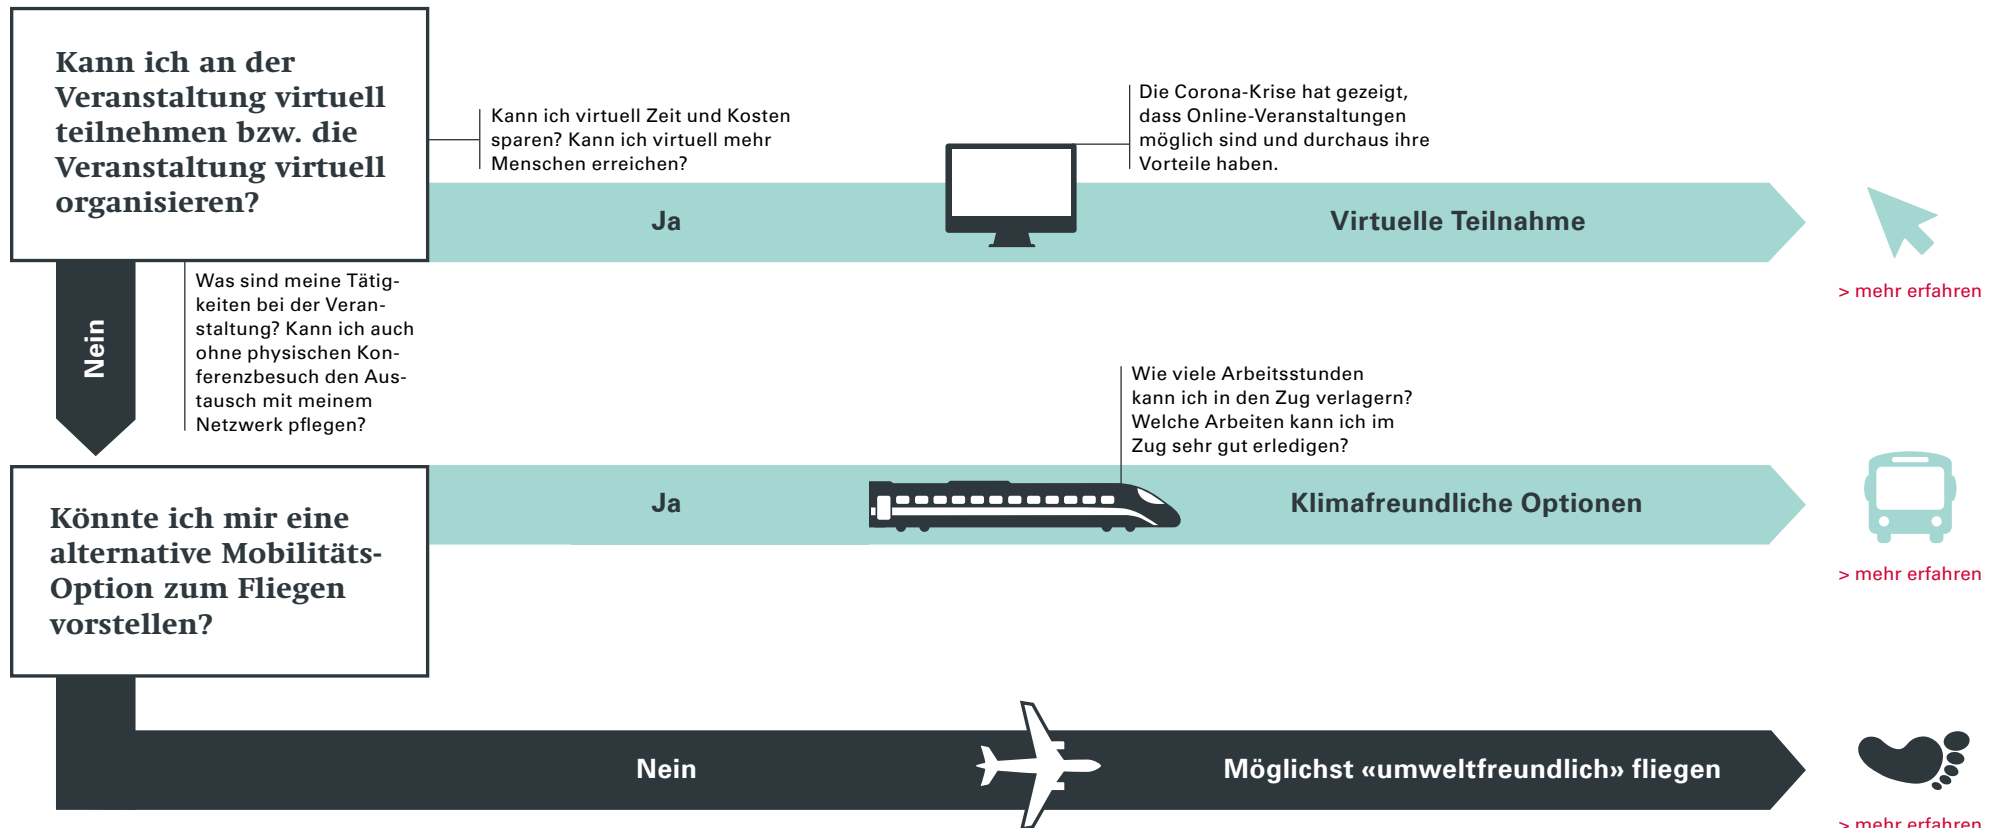 Kann ich an der
Veranstaltung virtuell
teilnehmen bzw. die
Veranstaltung virtuell
organisieren?
Kann ich virtuell Zeit und Kosten
sparen? Kann ich virtuell mehr
Menschen erreichen?
Die Corona-Krise hat gezeigt,
dass Online-Veranstaltungen
möglich sind und durchaus ihre
Vorteile haben.
Ja
Virtuelle Teilnahme
> mehr erfahren
Nein
Was sind meine Tätig-
keiten bei der Veran-
staltung? Kann ich auch
ohne physischen Kon-
ferenzbesuch den Aus-
tausch mit meinem
Netzwerk pflegen?
Wie viele Arbeitsstunden
kann ich in den Zug verlagern?
Welche Arbeiten kann ich im
Zug sehr gut erledigen?
Könnte ich mir eine
alternative Mobilitäts-
Option zum Fliegen
vorstellen?
Ja
Klimafreundliche Optionen
> mehr erfahren
Nein
Möglichst «umweltfreundlich» fliegen
> mehr erfahren